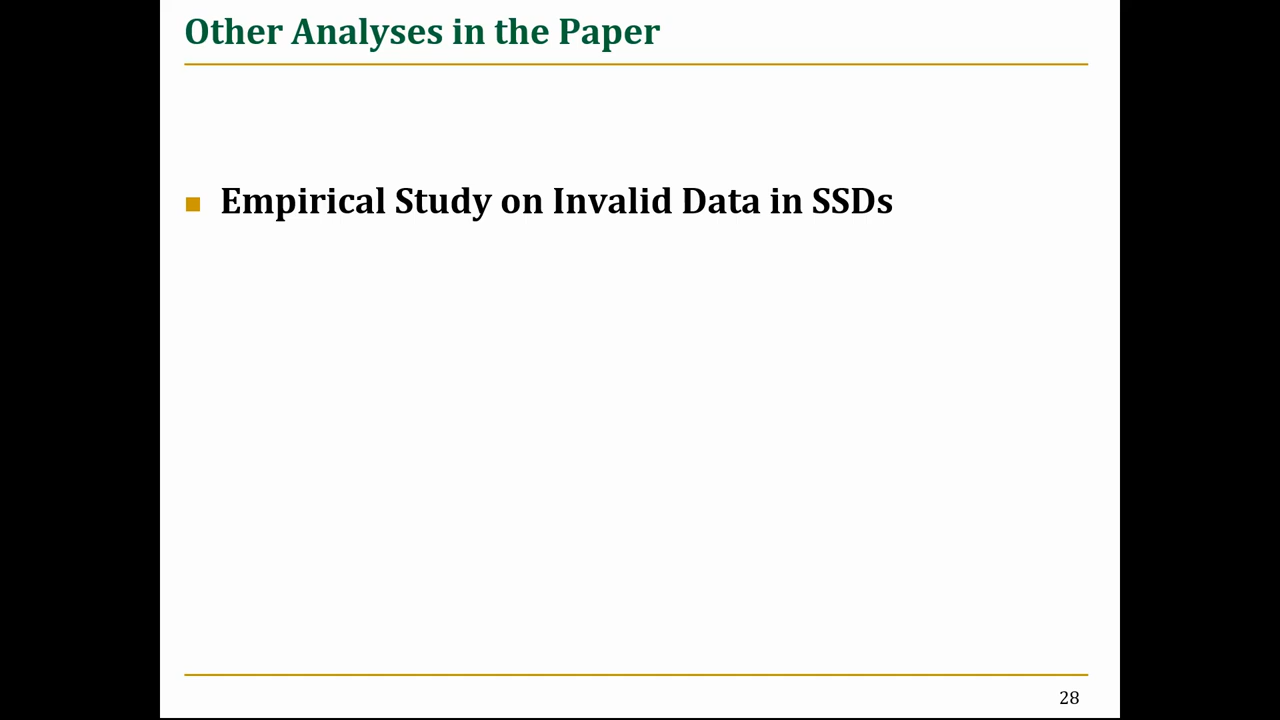 Other Analyses in the Paper
Empirical Study on Invalid Data in SSDs
28